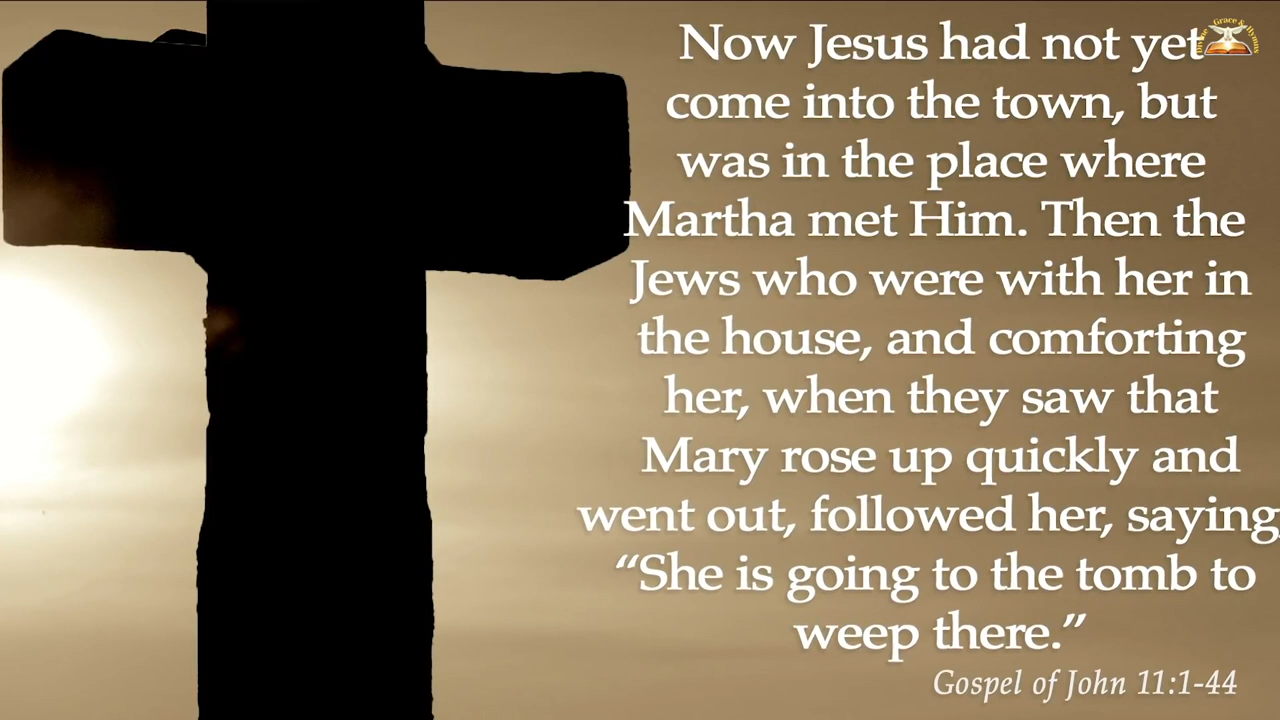 Now Jesus had not yet
come into the town, but
was in the place where
Martha met Him. Then the
Jews who were with her in
the house, and comforting
her, when they saw that
Mary rose up quickly and
went out, followed her, saying,
“She is going to the tomb to
weep there.”
Gospel of John 11:1-44
Divine Grace & Hymns